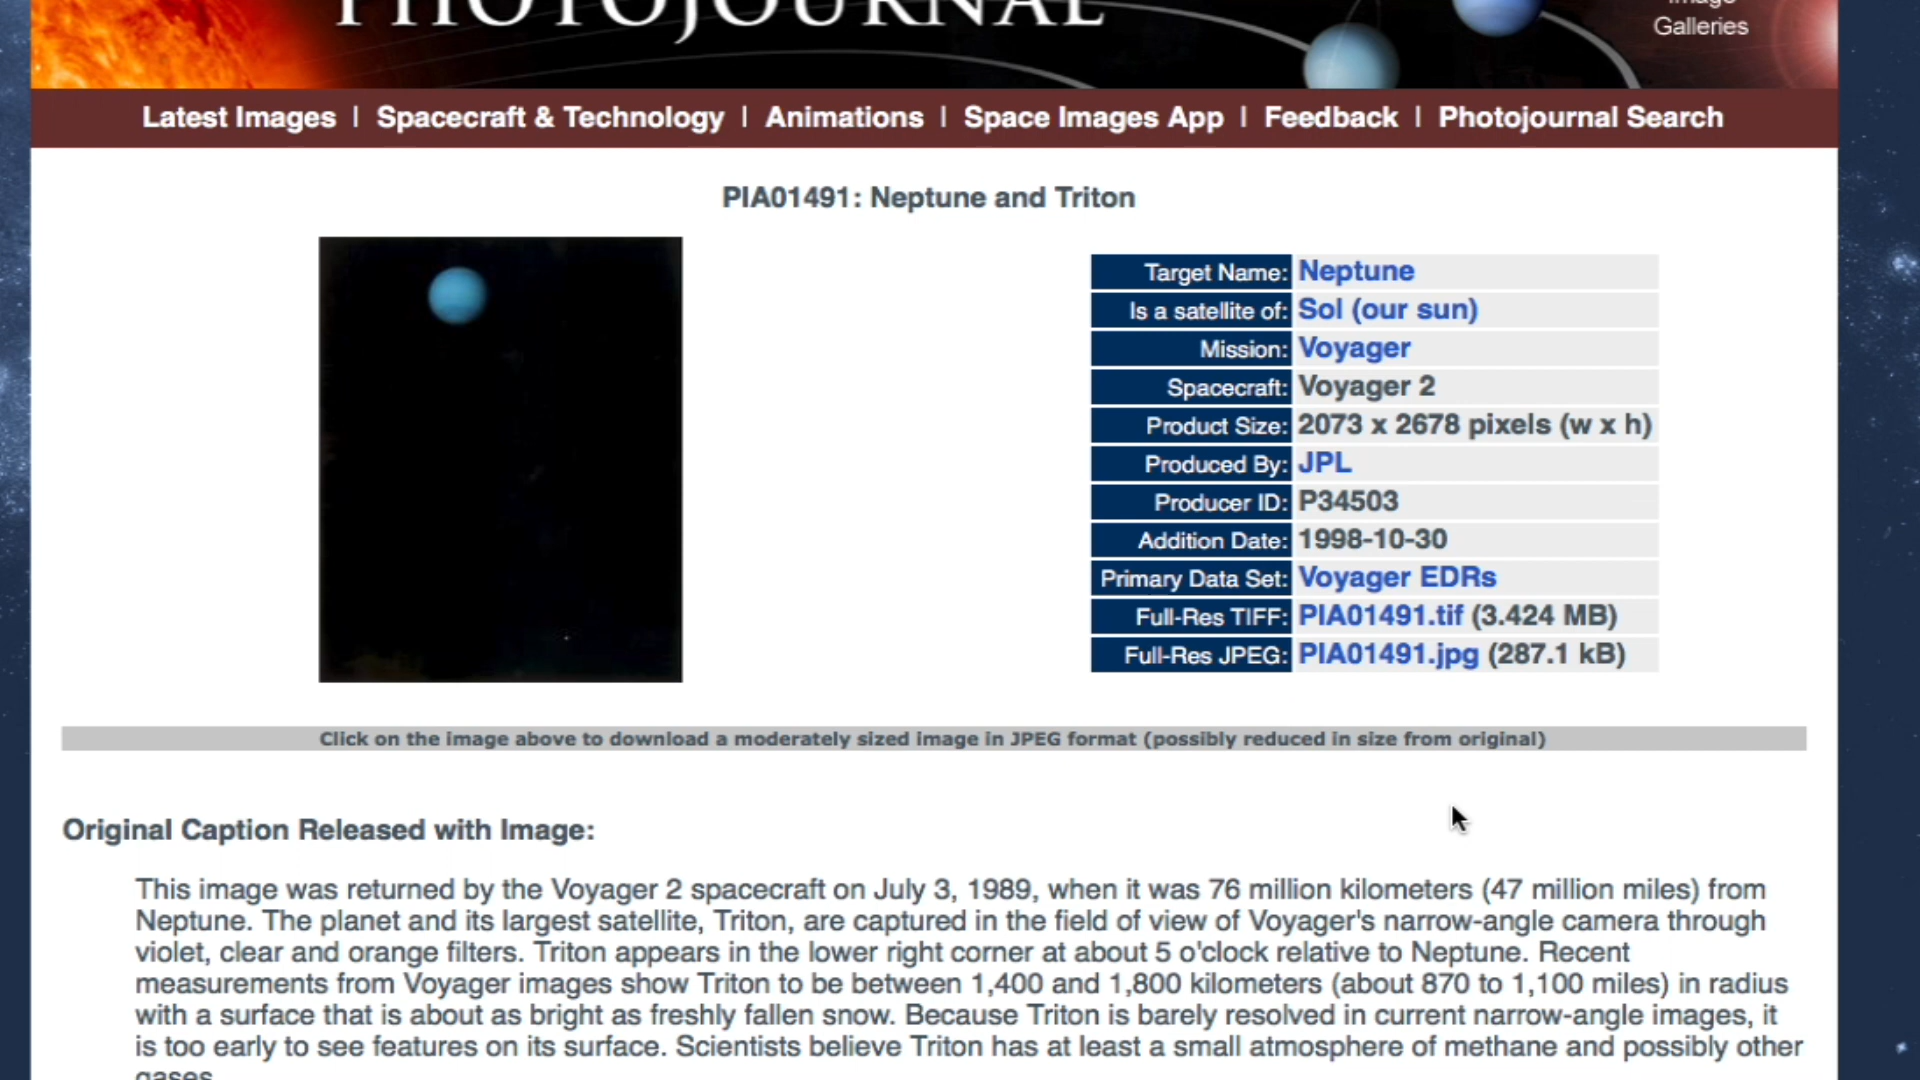 PHOTOJOURNAL
Image
Galleries
Latest Images | Spacecraft & Technology | Animations | Space Images App | Feedback | Photojournal Search
PIA01491: Neptune and Triton
Target Name: Neptune
Is a satellite of: Sol (our sun)
Mission: Voyager
Spacecraft: Voyager 2
Product Size: 2073 x 2678 pixels (w x h)
Produced By: JPL
Producer ID: P34503
Addition Date: 1998-10-30
Primary Data Set: Voyager EDRs
Full-Res TIFF: PIA01491.tif (3.424 MB)
Full-Res JPEG: PIA01491.jpg (287.1 kB)
Click on the image above to download a moderately sized image in JPEG format (possibly reduced in size from original)
Original Caption Released with Image:
This image was returned by the Voyager 2 spacecraft on July 3, 1989, when it was 76 million kilometers (47 million miles) from
Neptune. The planet and its largest satellite, Triton, are captured in the field of view of Voyager's narrow-angle camera through
violet, clear and orange filters. Triton appears in the lower right corner at about 5 o'clock relative to Neptune. Recent
measurements from Voyager images show Triton to be between 1,400 and 1,800 kilometers (about 870 to 1,100 miles) in radius
with a surface that is about as bright as freshly fallen snow. Because Triton is barely resolved in current narrow-angle images, it
is too early to see features on its surface. Scientists believe Triton has at least a small atmosphere of methane and possibly other
gases.